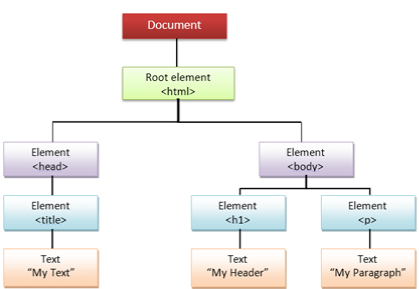 Document
Root element
<html>
Element
<head>
Element
<body>
Element
<title>
Element
<h1>
Element
<p>
Text
“My Text”
Text
“My Header”
Text
“My Paragraph”